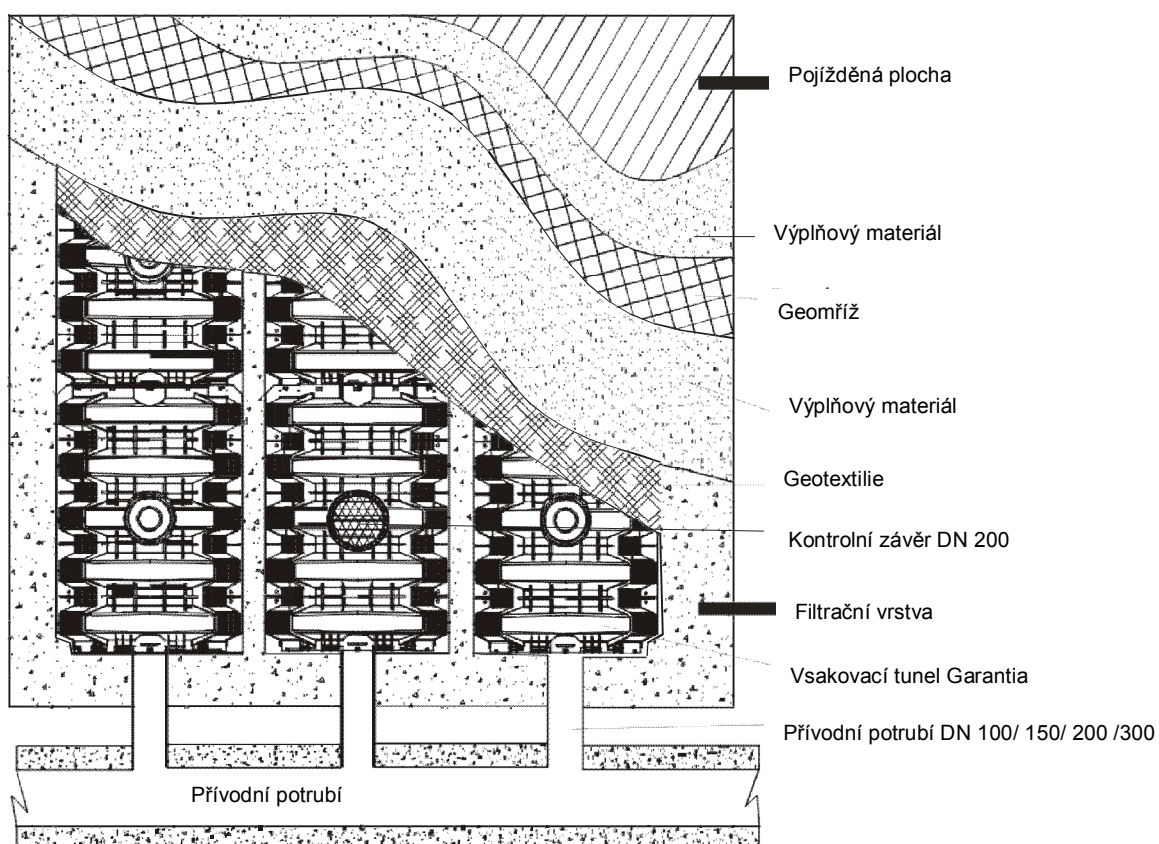 Pojížděná plocha
Výplňový materiál
Geomříž
Výplňový materiál
Geotextilie
Kontrolní závěr DN 200
Filtrační vrstva
Vsakovací tunel Garantia
Přívodní potrubí DN 100/ 150/ 200 /300
Přívodní potrubí